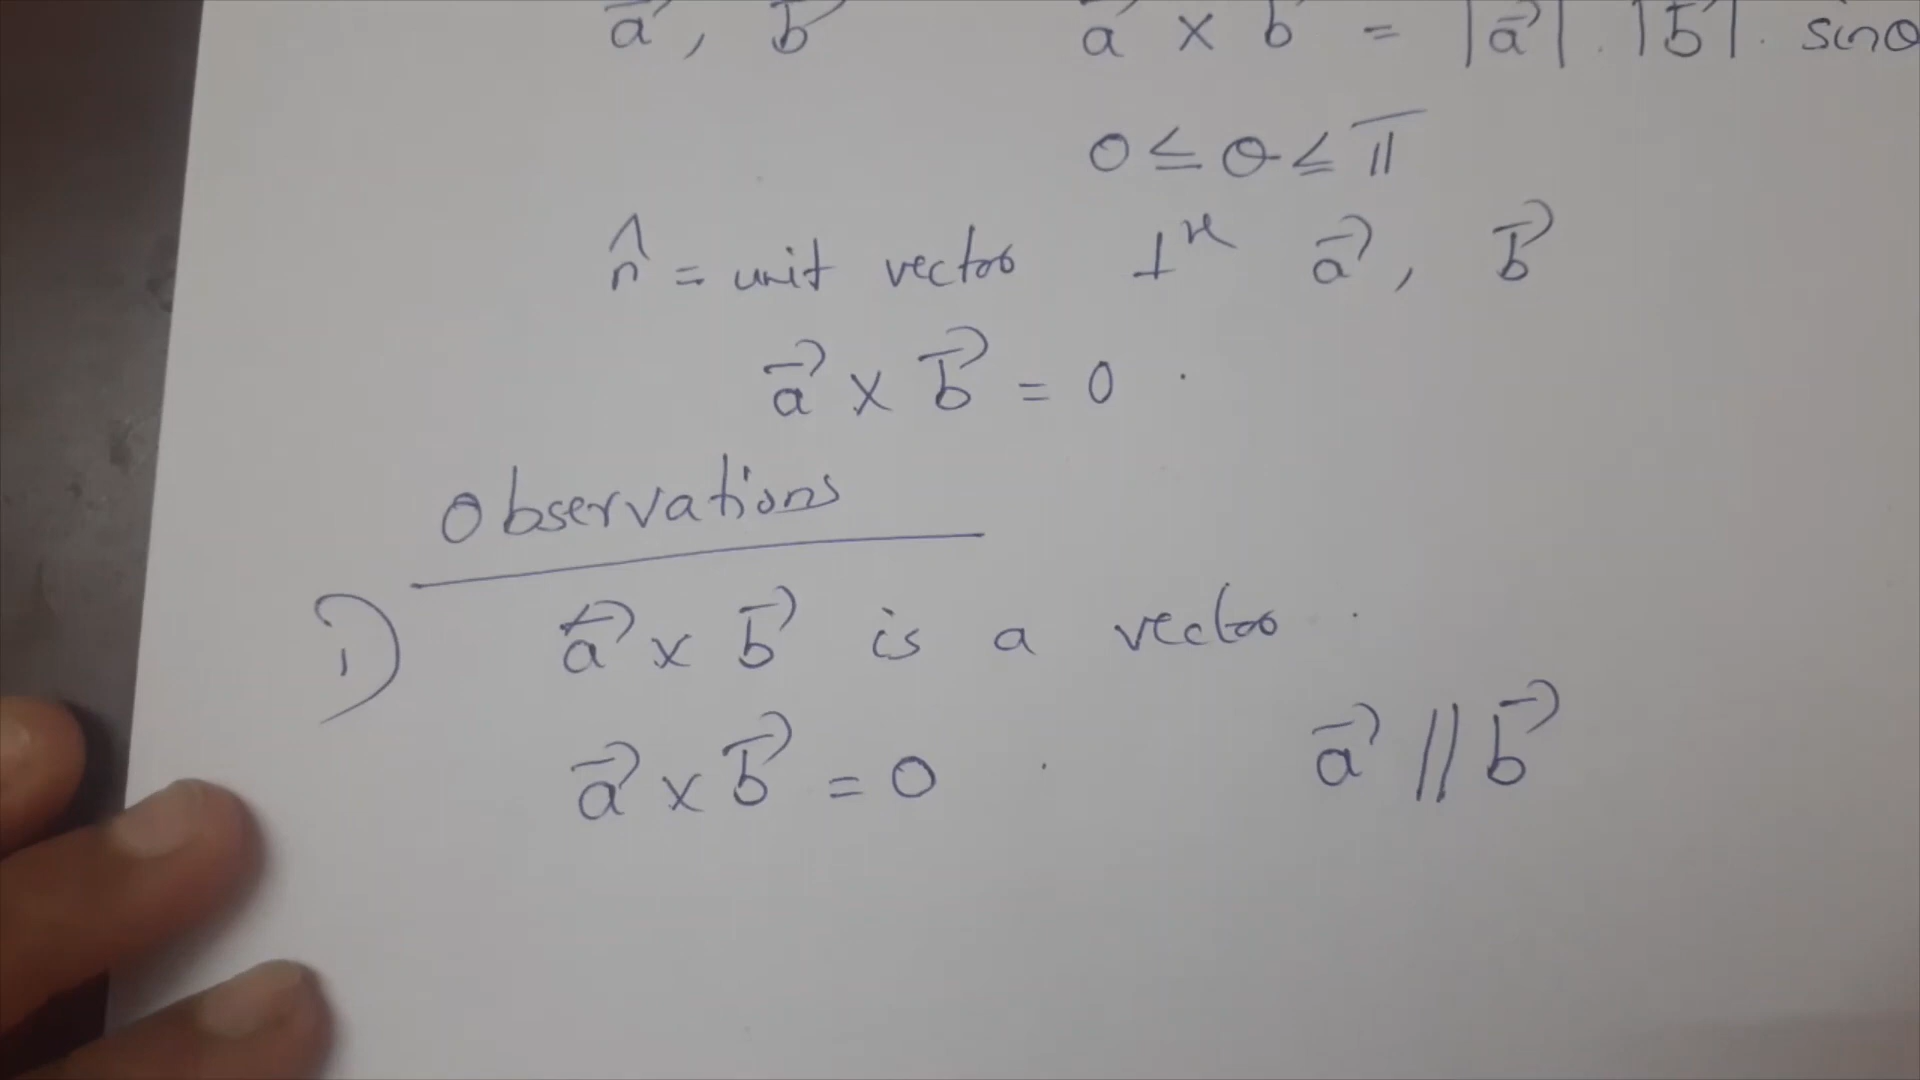 a⃗ , b⃗ a⃗ × b⃗ = |a⃗| . |b⃗| . sinθ
0 ≤ θ ≤ π
n̂ = unit vector ⊥ʳ a⃗ , b⃗
a⃗ × b⃗ = 0 .
Observations
1) a⃗ × b⃗ is a vector .
a⃗ × b⃗ = 0 . a⃗ || b⃗